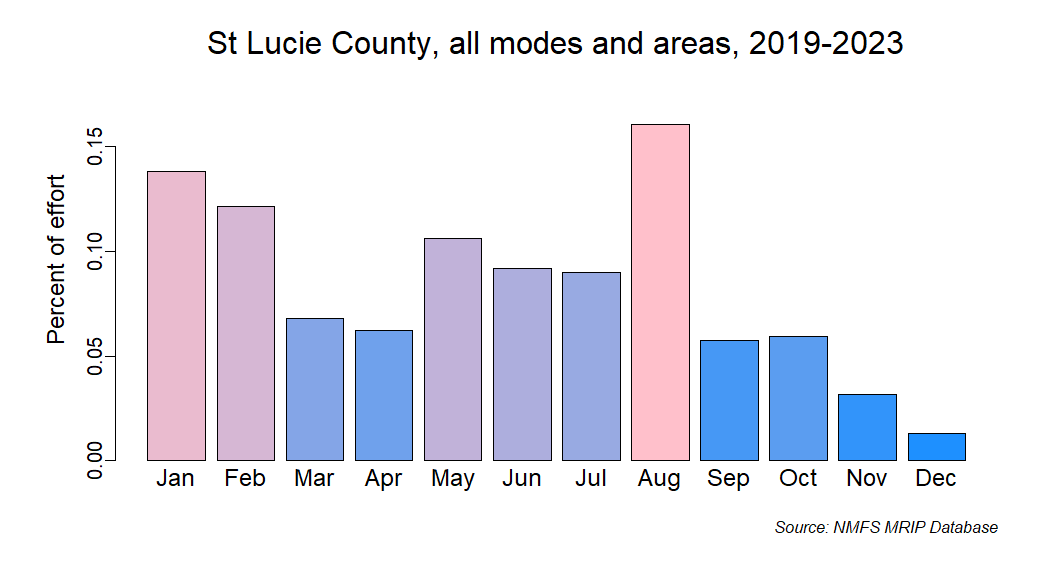 St Lucie County, all modes and areas, 2019-2023
Percent of effort
0.15
0.10
0.05
0.00
Jan Feb Mar Apr May Jun Jul Aug Sep Oct Nov Dec
Source: NMFS MRIP Database